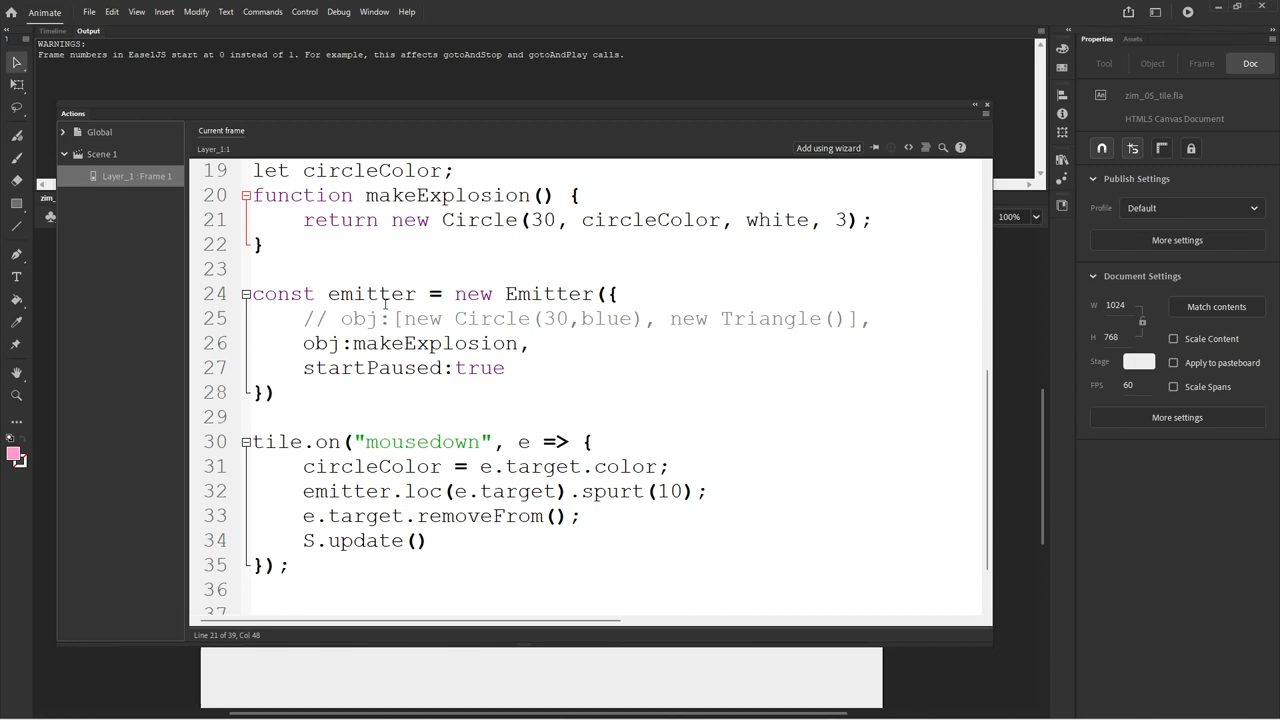 Animate File Edit View Insert Modify Text Commands Control Debug Window Help
Timeline Output
WARNINGS:
Frame numbers in EaselJS start at 0 instead of 1. For example, this affects gotoAndStop and gotoAndPlay calls.
Actions
Global
Scene 1
Layer_1 : Frame 1
Current frame
Layer_1:1
Add using wizard
19 let circleColor;
20 function makeExplosion() {
21 return new Circle(30, circleColor, white, 3);
22 }
23
24 const emitter = new Emitter({
25 // obj:[new Circle(30,blue), new Triangle()],
26 obj:makeExplosion,
27 startPaused:true
28 })
29
30 tile.on("mousedown", e => {
31 circleColor = e.target.color;
32 emitter.loc(e.target).spurt(10);
33 e.target.removeFrom();
34 S.update()
35 });
36
37
Line 21 of 39, Col 48
100%
Properties Assets
Tool Object Frame Doc
An zim_05_tile.fla
HTML5 Canvas Document
Publish Settings
Profile Default
More settings
Document Settings
W 1024 Match contents
H 768 Scale Content
Stage Apply to pasteboard
FPS 60 Scale Spans
More settings